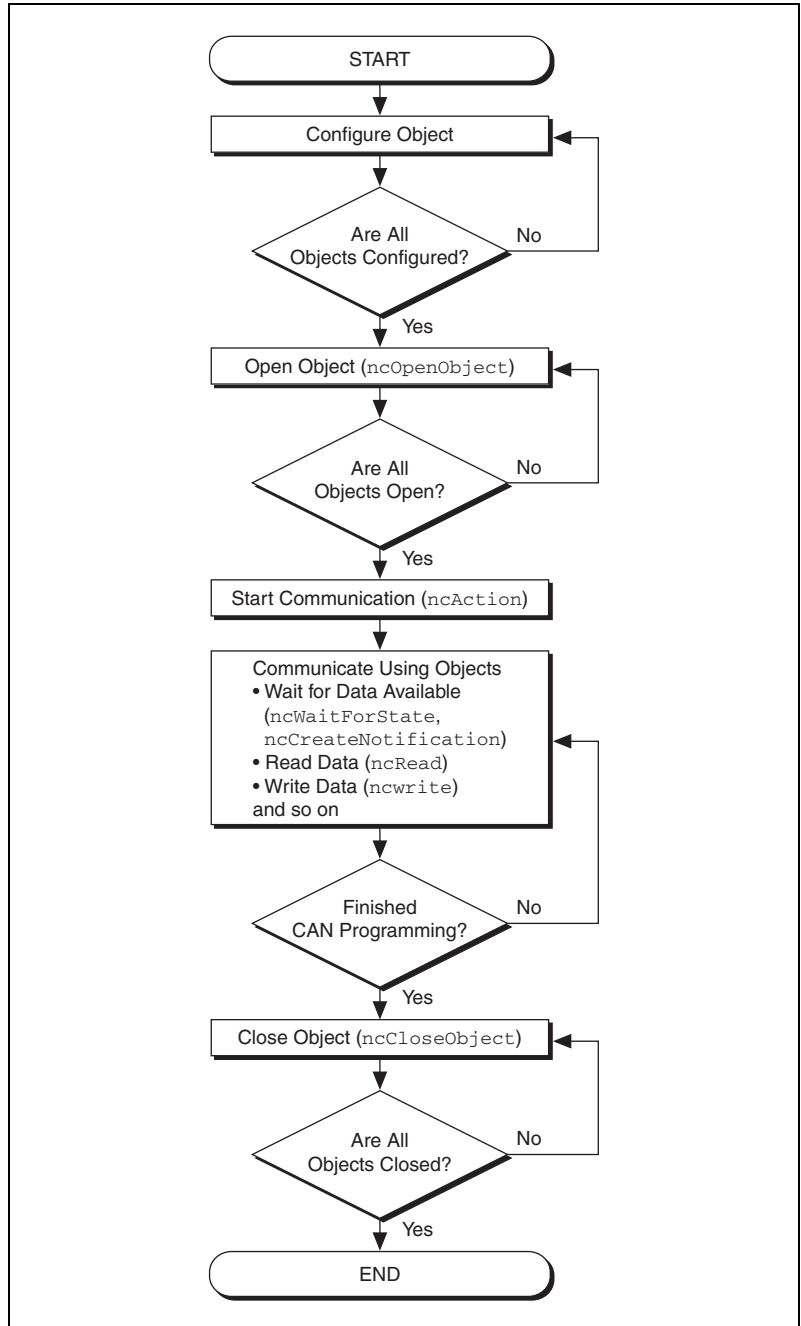 START
Configure Object
Are All
Objects Configured?
No
Yes
Open Object (ncOpenObject)
Are All
Objects Open?
No
Yes
Start Communication (ncAction)
Communicate Using Objects
• Wait for Data Available
(ncWaitForState,
ncCreateNotification)
• Read Data (ncRead)
• Write Data (ncwrite)
and so on
Finished
CAN Programming?
No
Yes
Close Object (ncCloseObject)
Are All
Objects Closed?
No
Yes
END